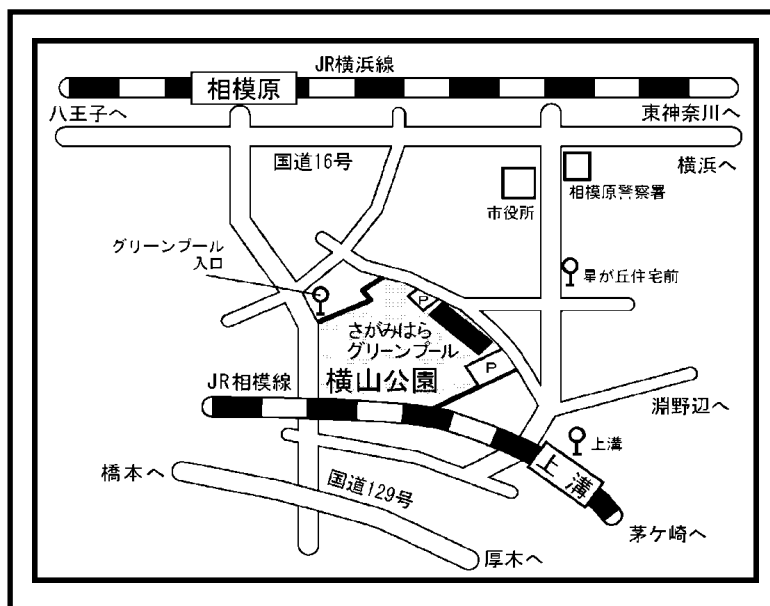 JR横浜線
相模原
八王子へ
東神奈川へ
国道16号
横浜へ
相模原警察署
市役所
グリーンプール
入口
星が丘住宅前
P
さがみはら
グリーンプール
P
横山公園
JR相模線
淵野辺へ
上溝
上溝
橋本へ
国道129号
茅ケ崎へ
厚木へ